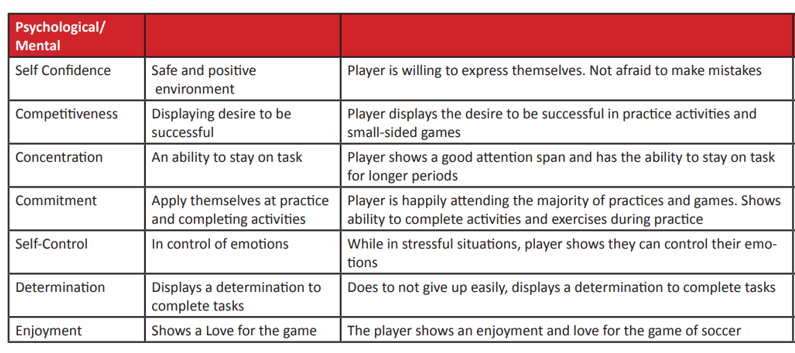 Psychological/
Mental
Self Confidence
Safe and positive
environment
Player is willing to express themselves. Not afraid to make mistakes
Competitiveness
Displaying desire to be
successful
Player displays the desire to be successful in practice activities and
small-sided games
Concentration
An ability to stay on task
Player shows a good attention span and has the ability to stay on task
for longer periods
Commitment
Apply themselves at practice
and completing activities
Player is happily attending the majority of practices and games. Shows
ability to complete activities and exercises during practice
Self-Control
In control of emotions
While in stressful situations, player shows they can control their emo-
tions
Determination
Displays a determination to
complete tasks
Does to not give up easily, displays a determination to complete tasks
Enjoyment
Shows a Love for the game
The player shows an enjoyment and love for the game of soccer